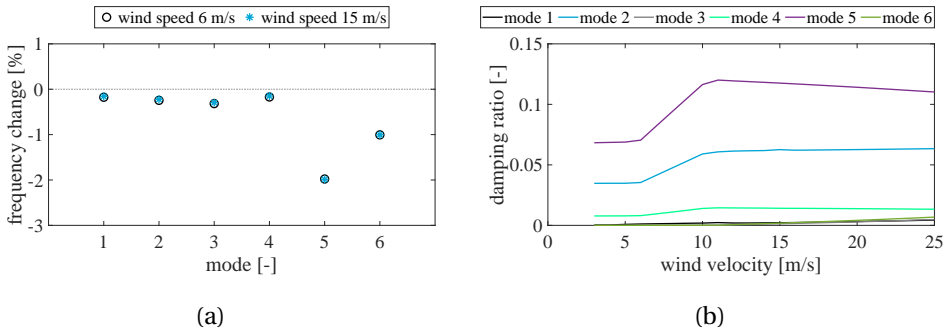 wind speed 6 m/s wind speed 15 m/s
1
0
-1
-2
-3
frequency change [%]
1 2 3 4 5 6
mode [-]
(a)
mode 1 mode 2 mode 3 mode 4 mode 5 mode 6
0.15
0.1
0.05
0
damping ratio [-]
0 5 10 15 20 25
wind velocity [m/s]
(b)